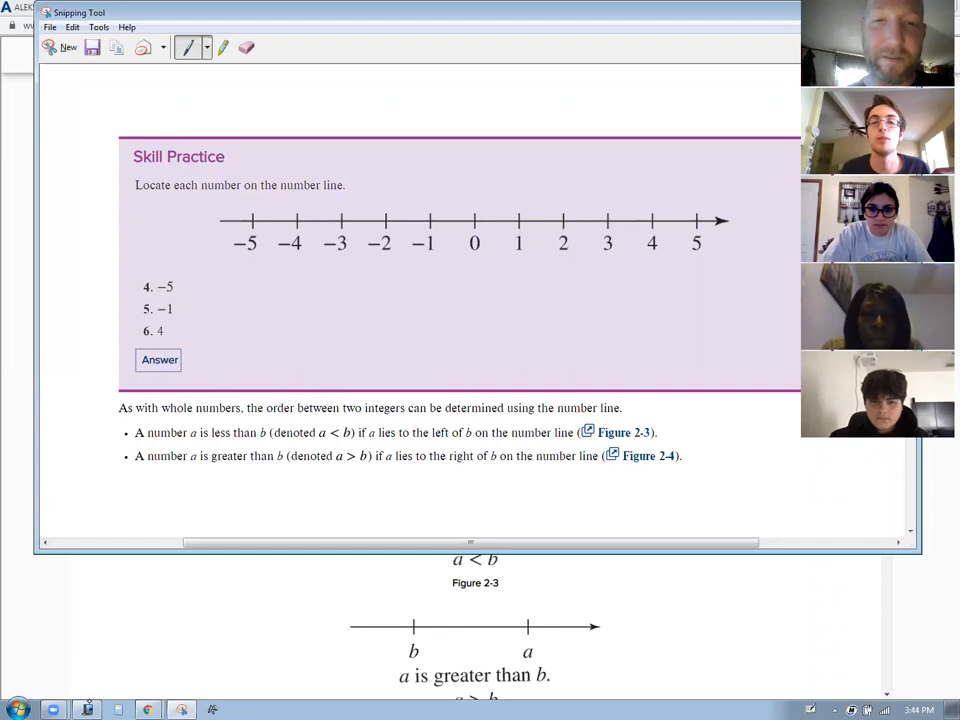 ALEK
Snipping Tool
File Edit Tools Help
New
Skill Practice
Locate each number on the number line.
−5 −4 −3 −2 −1 0 1 2 3 4 5
4. −5
5. −1
6. 4
Answer
As with whole numbers, the order between two integers can be determined using the number line.
• A number a is less than b (denoted a < b) if a lies to the left of b on the number line (Figure 2-3).
• A number a is greater than b (denoted a > b) if a lies to the right of b on the number line (Figure 2-4).
a < b
Figure 2-3
b a
a is greater than b.
a > b
3:44 PM